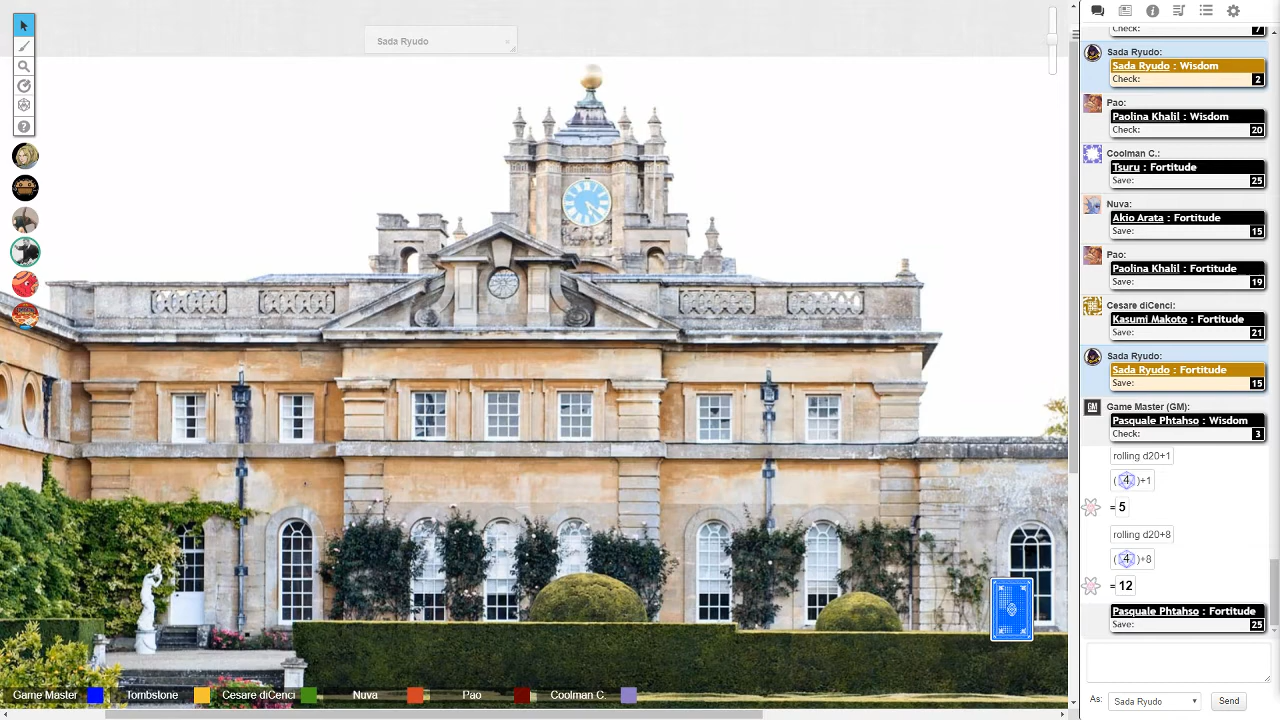 Sada Ryudo
Check:
7
Sada Ryudo:
Sada Ryudo : Wisdom
Check:
2
Pao:
Paolina Khalil : Wisdom
Check:
20
Coolman C.:
Tsuru : Fortitude
Save:
25
Nuva:
Akio Arata : Fortitude
Save:
15
Pao:
Paolina Khalil : Fortitude
Save:
19
Cesare diCenci:
Kasumi Makoto : Fortitude
Save:
21
Sada Ryudo:
Sada Ryudo : Fortitude
Save:
15
GM
Game Master (GM):
Pasquale Phtahso : Wisdom
Check:
3
rolling d20+1
(4)+1
= 5
rolling d20+8
(4)+8
= 12
Pasquale Phtahso : Fortitude
Save:
25
As:
Sada Ryudo
Send
Game Master
Tombstone
Cesare diCenci
Nuva
Pao
Coolman C.